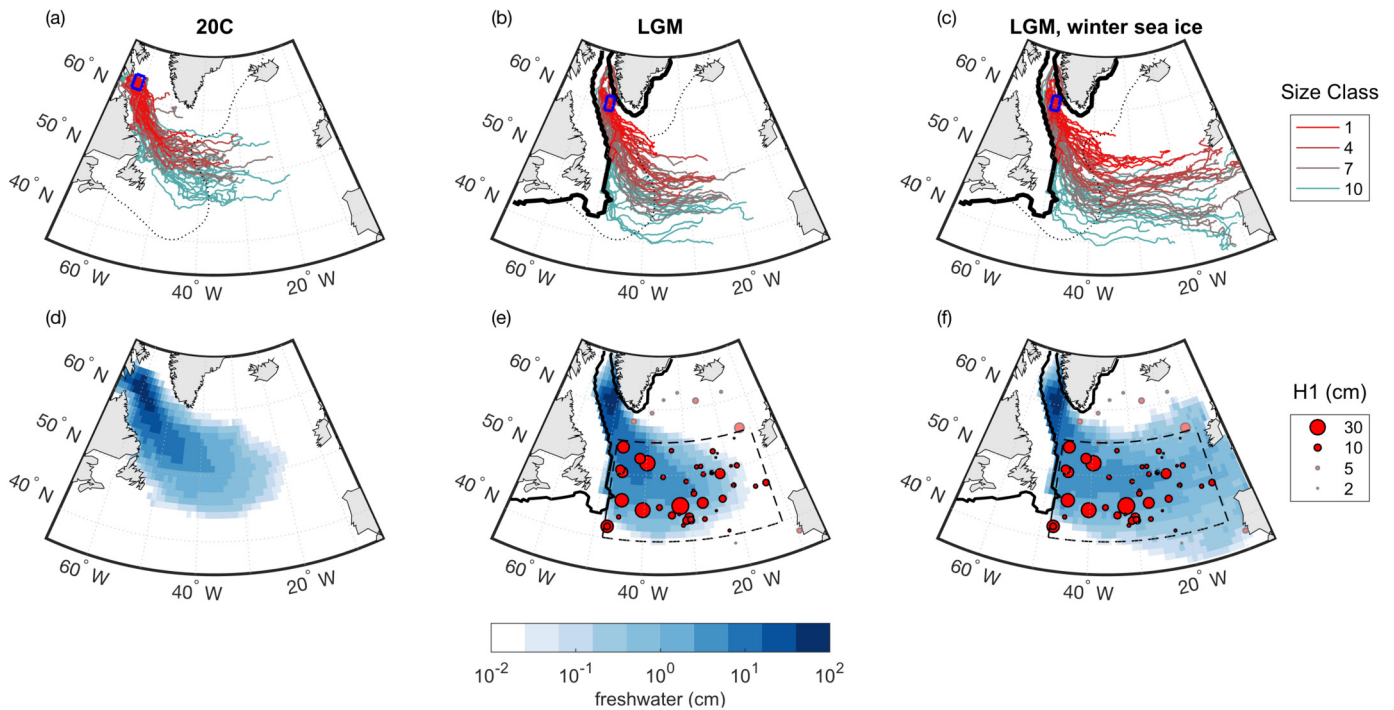 (a)
20C
60° N
50° N
40° N
60° W
40° W
20° W
(b)
LGM
60° N
50° N
40° N
60° W
40° W
20° W
(c)
LGM, winter sea ice
60° N
50° N
40° N
60° W
40° W
20° W
Size Class
1
4
7
10
(d)
60° N
50° N
40° N
60° W
40° W
20° W
(e)
60° N
50° N
40° N
60° W
40° W
20° W
(f)
60° N
50° N
40° N
60° W
40° W
20° W
H1 (cm)
30
10
5
2
10^-2
10^-1
10^0
10^1
10^2
freshwater (cm)